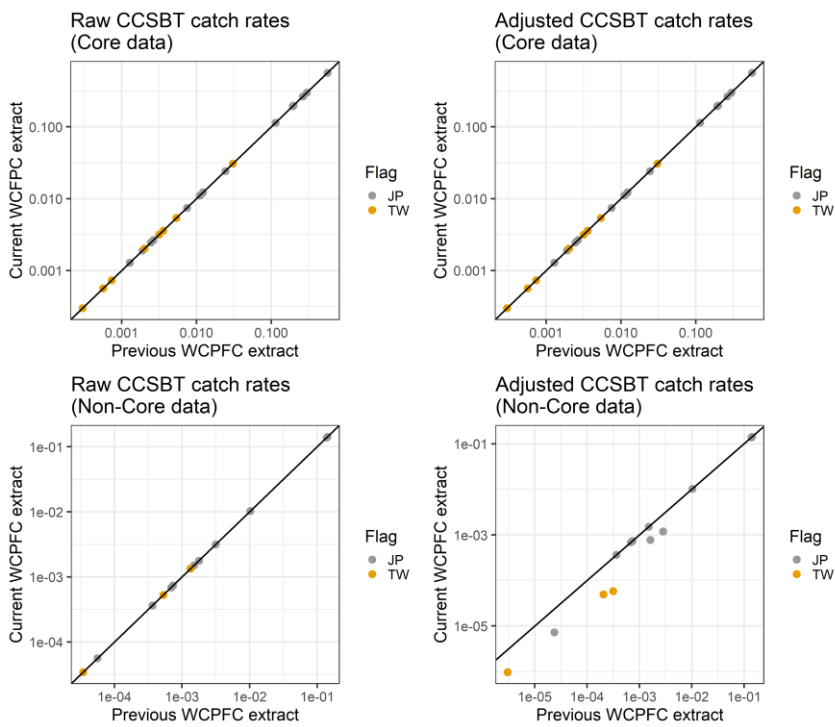 Raw CCSBT catch rates
(Core data)
Current WCFPC extract
0.100
0.010
0.001
0.001 0.010 0.100
Previous WCPFC extract
Flag
JP
TW
Adjusted CCSBT catch rates
(Core data)
Current WCPFC extract
0.100
0.010
0.001
0.001 0.010 0.100
Previous WCPFC extract
Flag
JP
TW
Raw CCSBT catch rates
(Non-Core data)
Current WCPFC extract
1e-01
1e-02
1e-03
1e-04
1e-04 1e-03 1e-02 1e-01
Previous WCPFC extract
Flag
JP
TW
Adjusted CCSBT catch rates
(Non-Core data)
Current WCPFC extract
1e-01
1e-03
1e-05
1e-05 1e-04 1e-03 1e-02 1e-01
Previous WCPFC extract
Flag
JP
TW